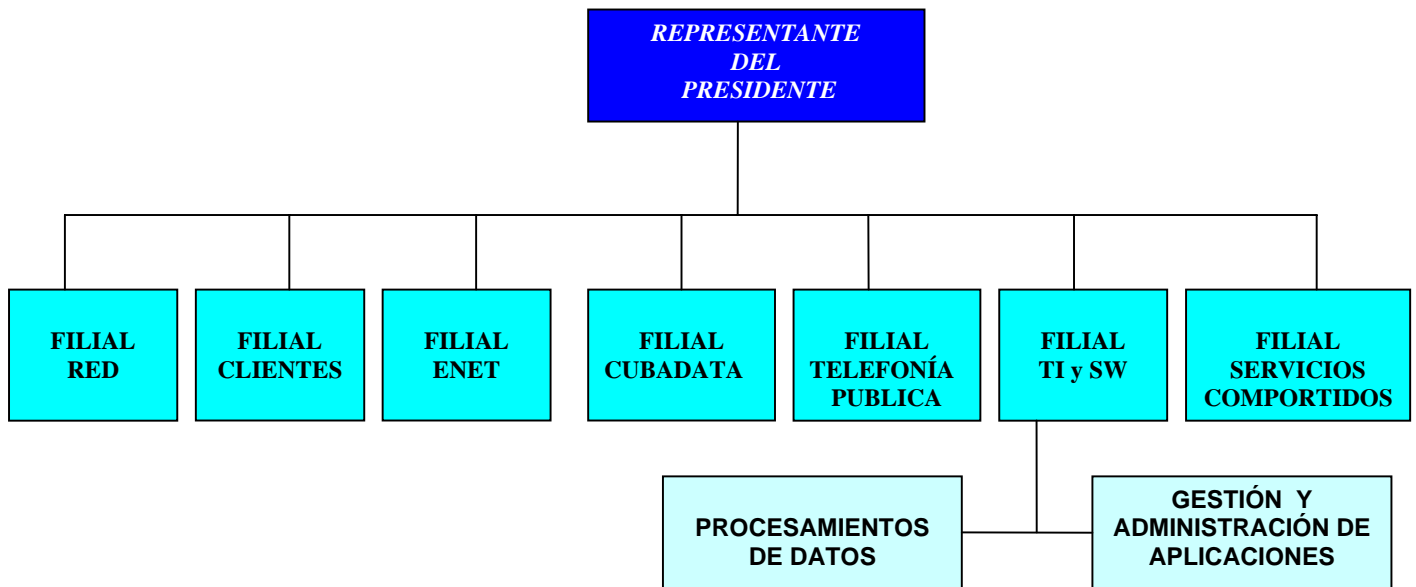 REPRESENTANTE
DEL
PRESIDENTE
FILIAL
RED
FILIAL
CLIENTES
FILIAL
ENET
FILIAL
CUBADATA
FILIAL
TELEFONÍA
PUBLICA
FILIAL
TI y SW
FILIAL
SERVICIOS
COMPORTIDOS
PROCESAMIENTOS
DE DATOS
GESTIÓN Y
ADMINISTRACIÓN DE
APLICACIONES